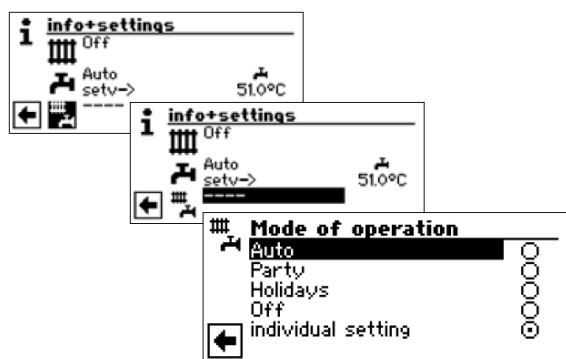 i info+settings
Off
Auto
setv->
51.0°C
----
i info+settings
Off
Auto
setv->
51.0°C
----
Mode of operation
Auto
Party
Holidays
Off
individual setting